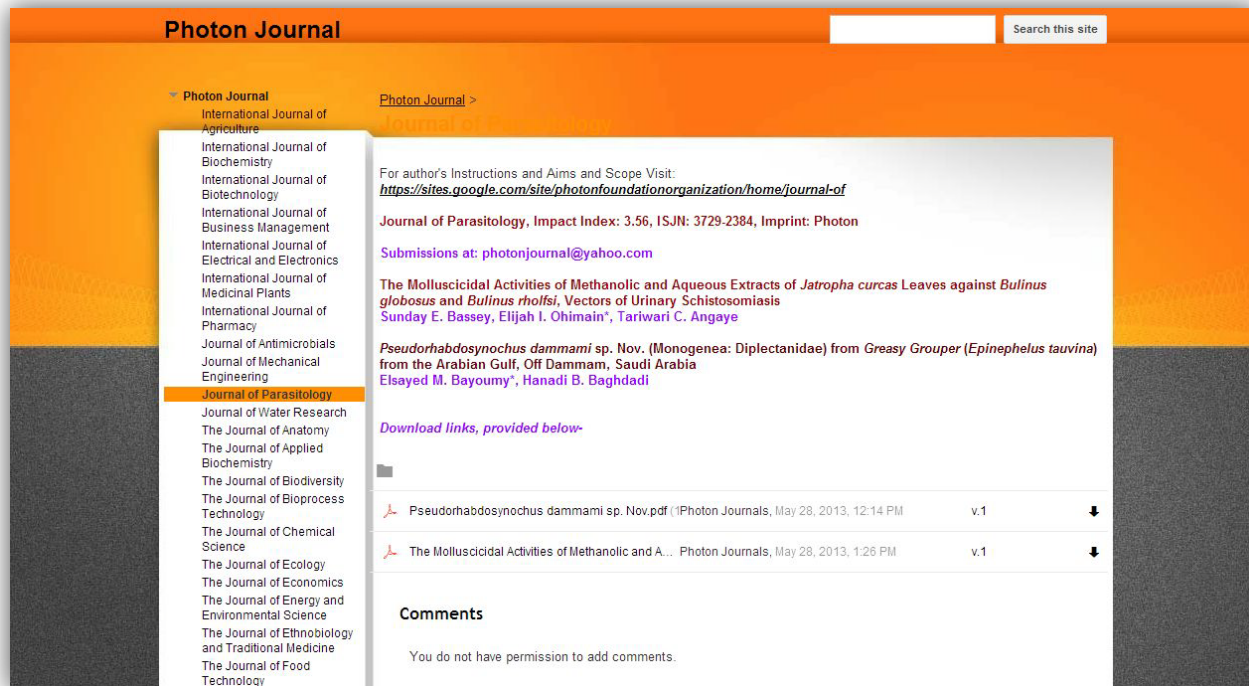 Photon Journal
Search this site
Photon Journal
International Journal of
Agriculture
International Journal of
Biochemistry
International Journal of
Biotechnology
International Journal of
Business Management
International Journal of
Electrical and Electronics
International Journal of
Medicinal Plants
International Journal of
Pharmacy
Journal of Antimicrobials
Journal of Mechanical
Engineering
Journal of Parasitology
Journal of Water Research
The Journal of Anatomy
The Journal of Applied
Biochemistry
The Journal of Biodiversity
The Journal of Bioprocess
Technology
The Journal of Chemical
Science
The Journal of Ecology
The Journal of Economics
The Journal of Energy and
Environmental Science
The Journal of Ethnobiology
and Traditional Medicine
The Journal of Food
Technology
Photon Journal >
Journal of Parasitology
For author's Instructions and Aims and Scope Visit:
https://sites.google.com/site/photonfoundationorganization/home/journal-of
Journal of Parasitology, Impact Index: 3.56, ISJN: 3729-2384, Imprint: Photon
Submissions at: photonjournal@yahoo.com
The Molluscicidal Activities of Methanolic and Aqueous Extracts of Jatropha curcas Leaves against Bulinus
globosus and Bulinus rholfsi, Vectors of Urinary Schistosomiasis
Sunday E. Bassey, Elijah I. Ohimain*, Tariwari C. Angaye
Pseudorhabdosynochus dammami sp. Nov. (Monogenea: Diplectanidae) from Greasy Grouper (Epinephelus tauvina)
from the Arabian Gulf, Off Dammam, Saudi Arabia
Elsayed M. Bayoumy*, Hanadi B. Baghdadi
Download links, provided below-
Pseudorhabdosynochus dammami sp. Nov.pdf (1 Photon Journals, May 28, 2013, 12:14 PM v.1
The Molluscicidal Activities of Methanolic and A... Photon Journals, May 28, 2013, 1:26 PM v.1
Comments
You do not have permission to add comments.